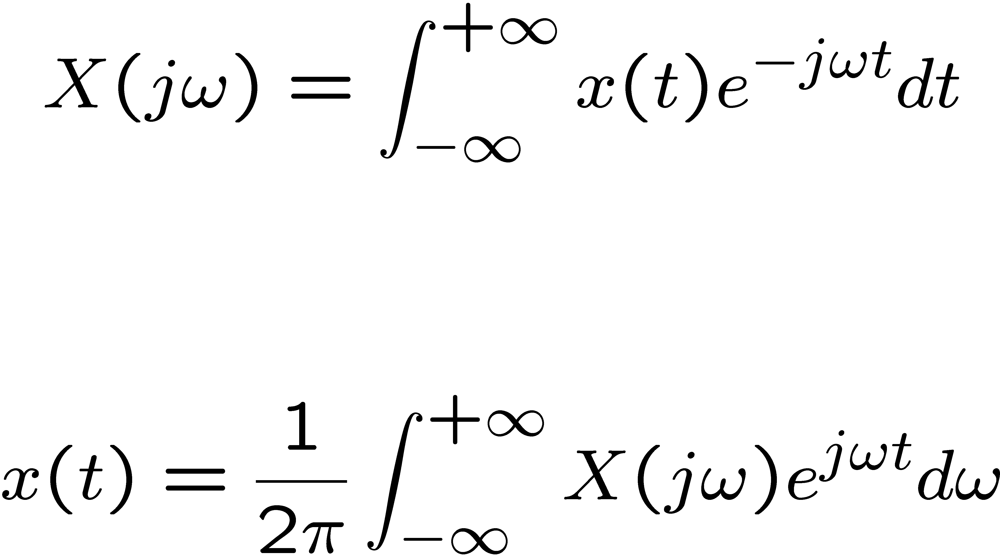 X(jω) = ∫_{-∞}^{+∞} x(t)e^{-jωt}dt
x(t) = \frac{1}{2π} ∫_{-∞}^{+∞} X(jω)e^{jωt}dω